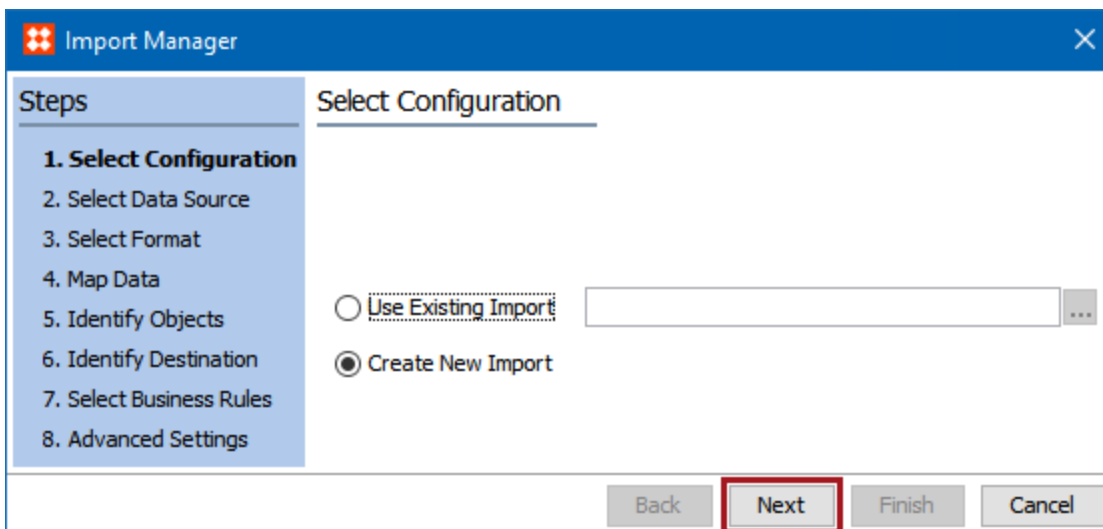 Import Manager
Steps
1. Select Configuration
2. Select Data Source
3. Select Format
4. Map Data
5. Identify Objects
6. Identify Destination
7. Select Business Rules
8. Advanced Settings
Select Configuration
Use Existing Import
...
Create New Import
Back Next Finish Cancel